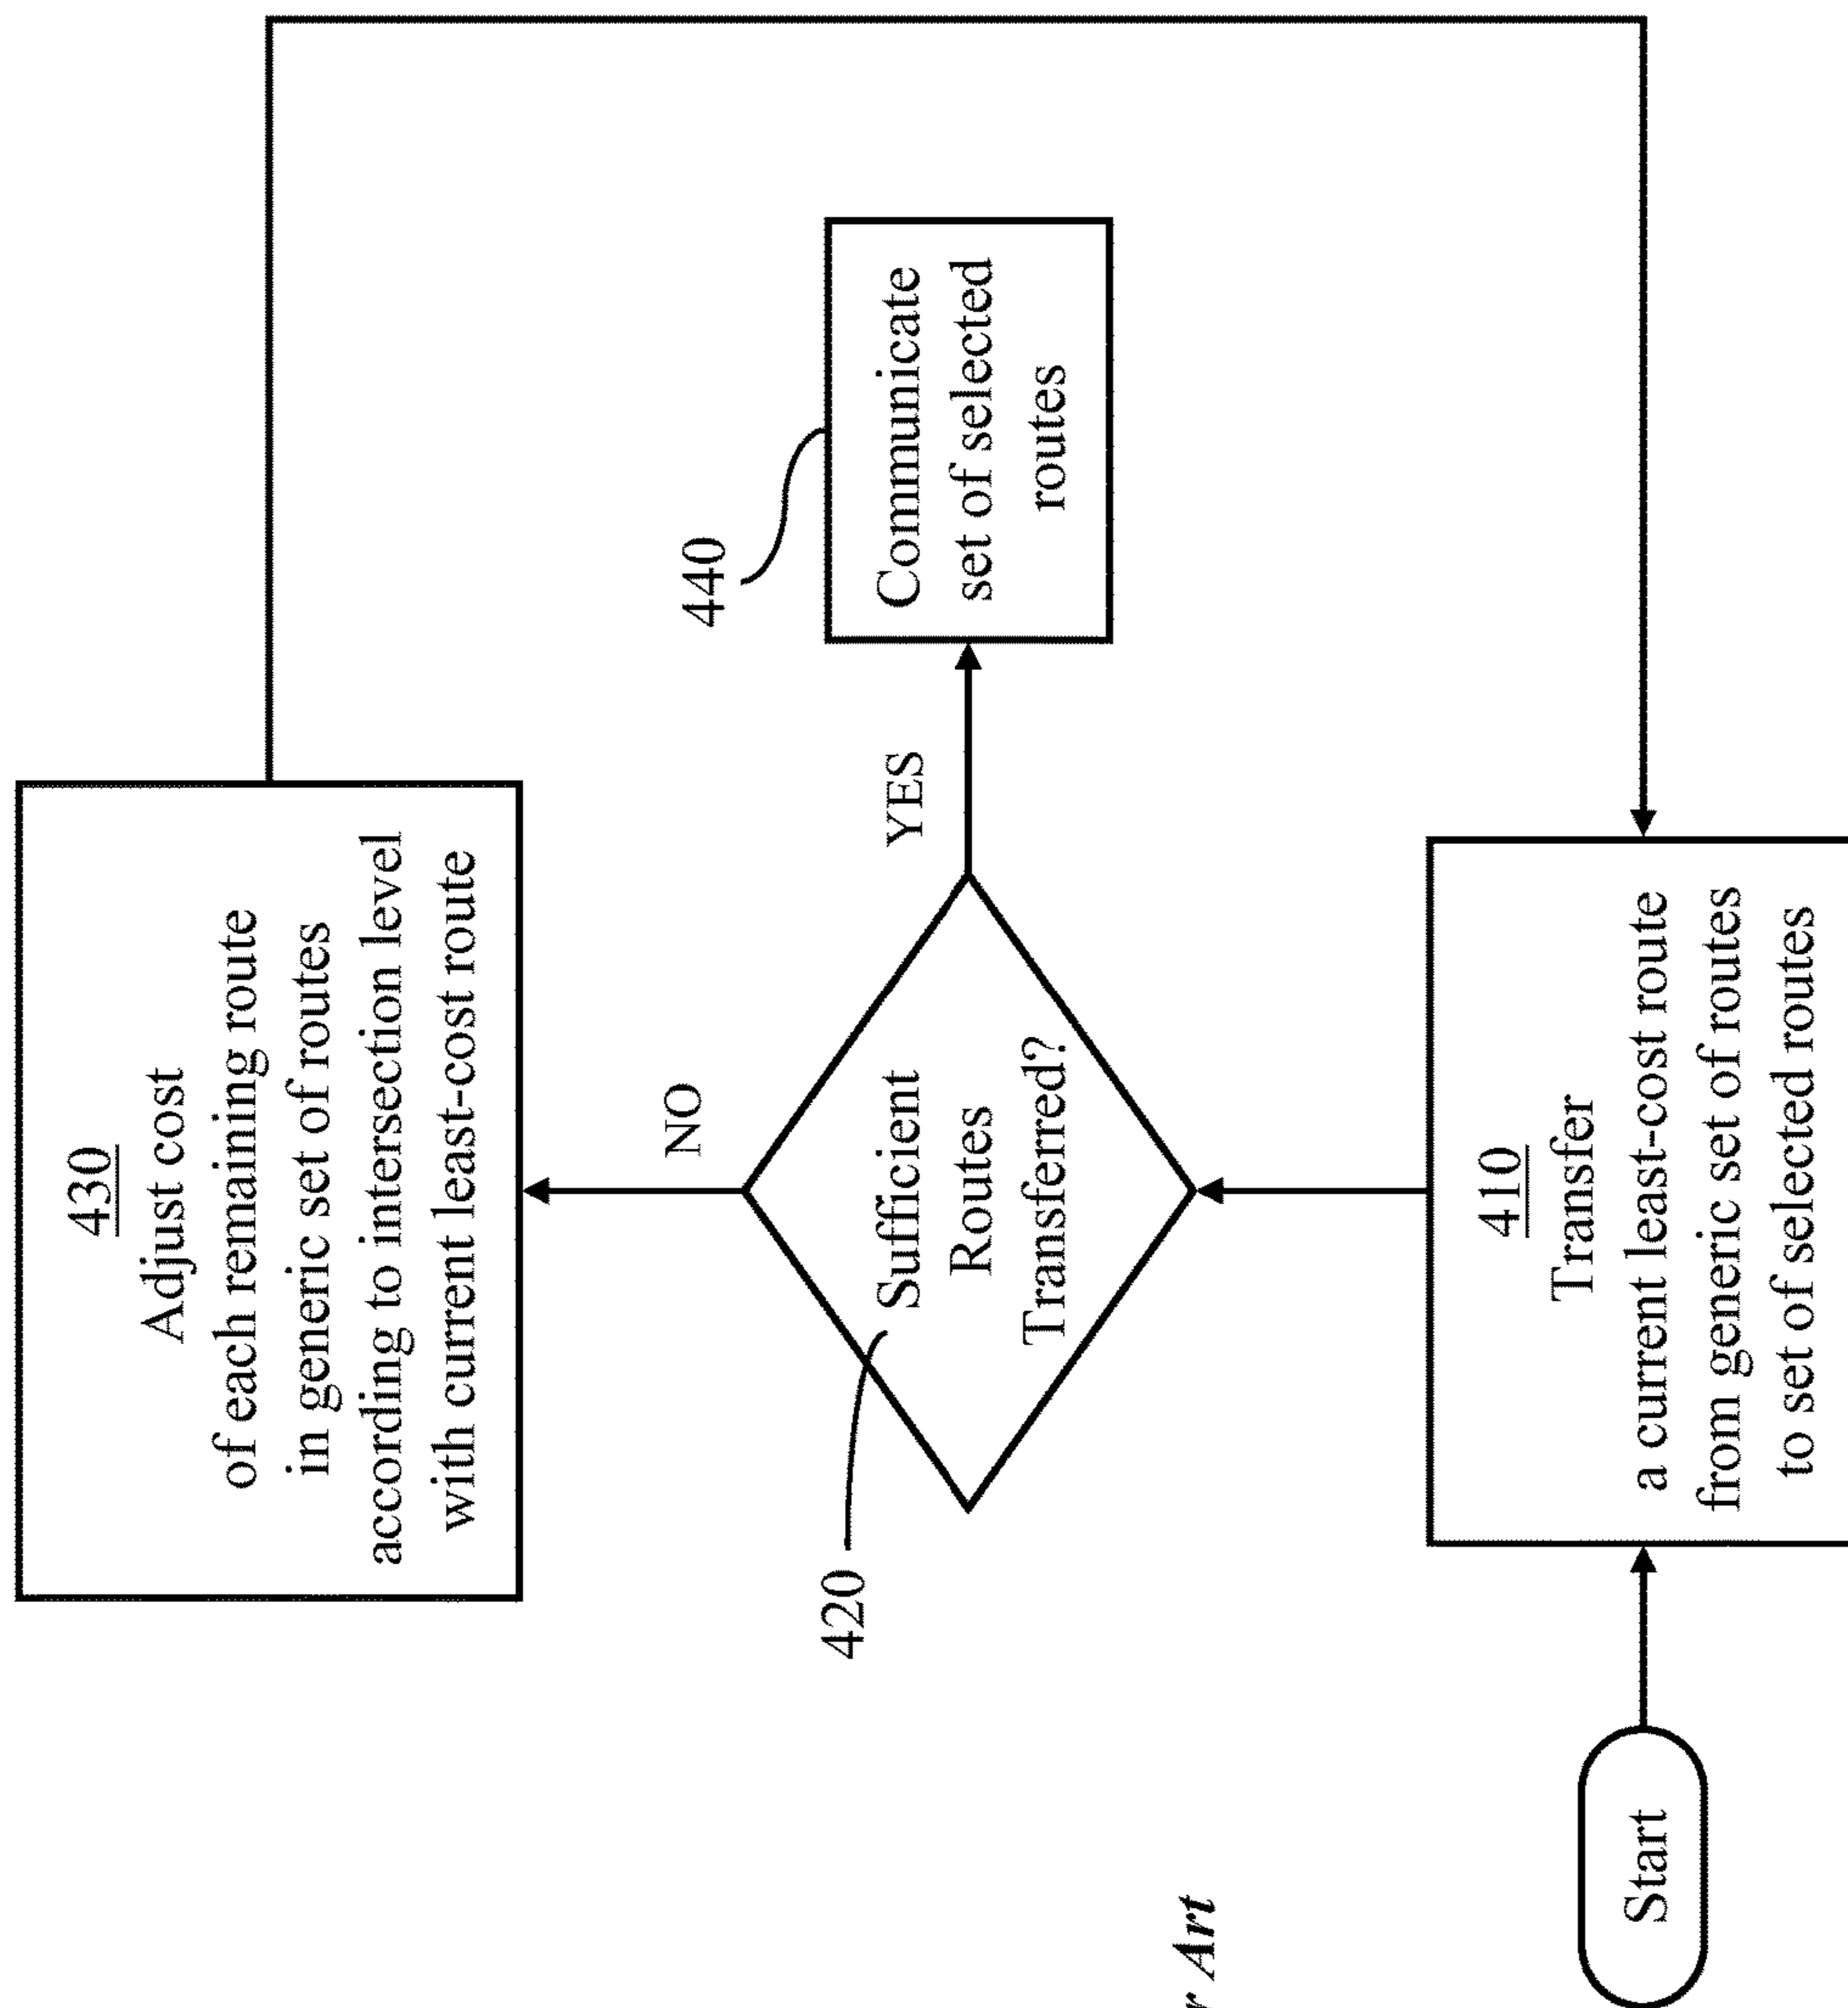 430
Adjust cost
of each remaining route
in generic set of routes
according to intersection level
with current least-cost route
NO
440
420
Sufficient
Routes
Transferred?
YES
Communicate
set of selected
routes
Art
410
Transfer
a current least-cost route
from generic set of routes
to set of selected routes
Start